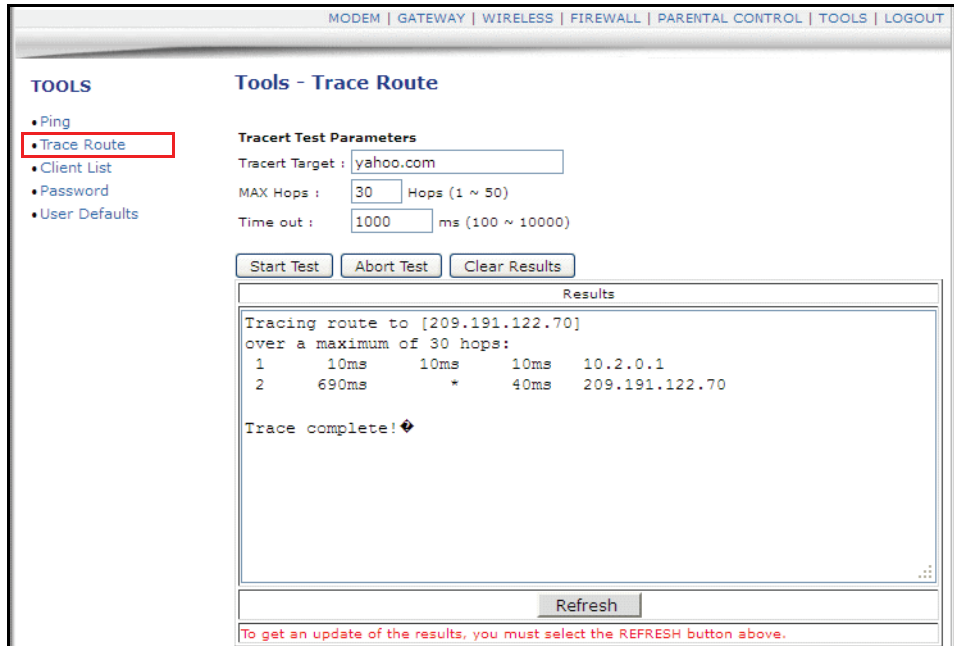 MODEM | GATEWAY | WIRELESS | FIREWALL | PARENTAL CONTROL | TOOLS | LOGOUT
TOOLS
• Ping
• Trace Route
• Client List
• Password
• User Defaults
Tools - Trace Route
Tracert Test Parameters
Tracert Target : yahoo.com
MAX Hops : 30 Hops (1 ~ 50)
Time out : 1000 ms (100 ~ 10000)
Start Test Abort Test Clear Results
Results
Tracing route to [209.191.122.70]
over a maximum of 30 hops:
1 10ms 10ms 10ms 10.2.0.1
2 690ms * 40ms 209.191.122.70
Trace complete!�
Refresh
To get an update of the results, you must select the REFRESH button above.